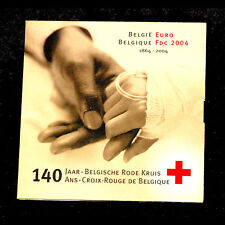 België Euro
Belgique FDC 2004
1864 - 2004
140 Jaar-Belgische Rode Kruis
Ans-Croix-Rouge de Belgique